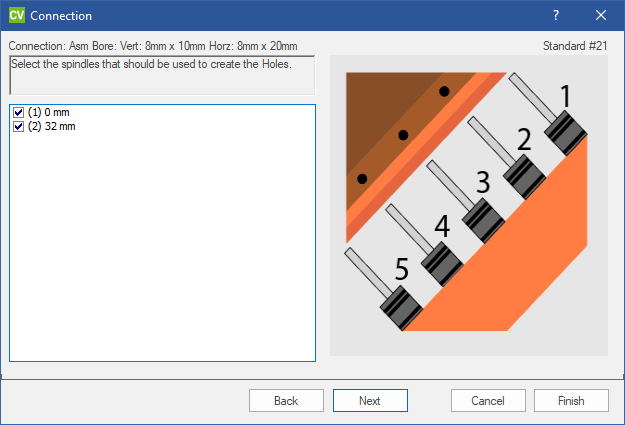 CV Connection
Connection: Asm Bore: Vert: 8mm x 10mm Horz: 8mm x 20mm
Standard #21
Select the spindles that should be used to create the Holes.
(1) 0 mm
(2) 32 mm
1
2
3
4
5
Back
Next
Cancel
Finish